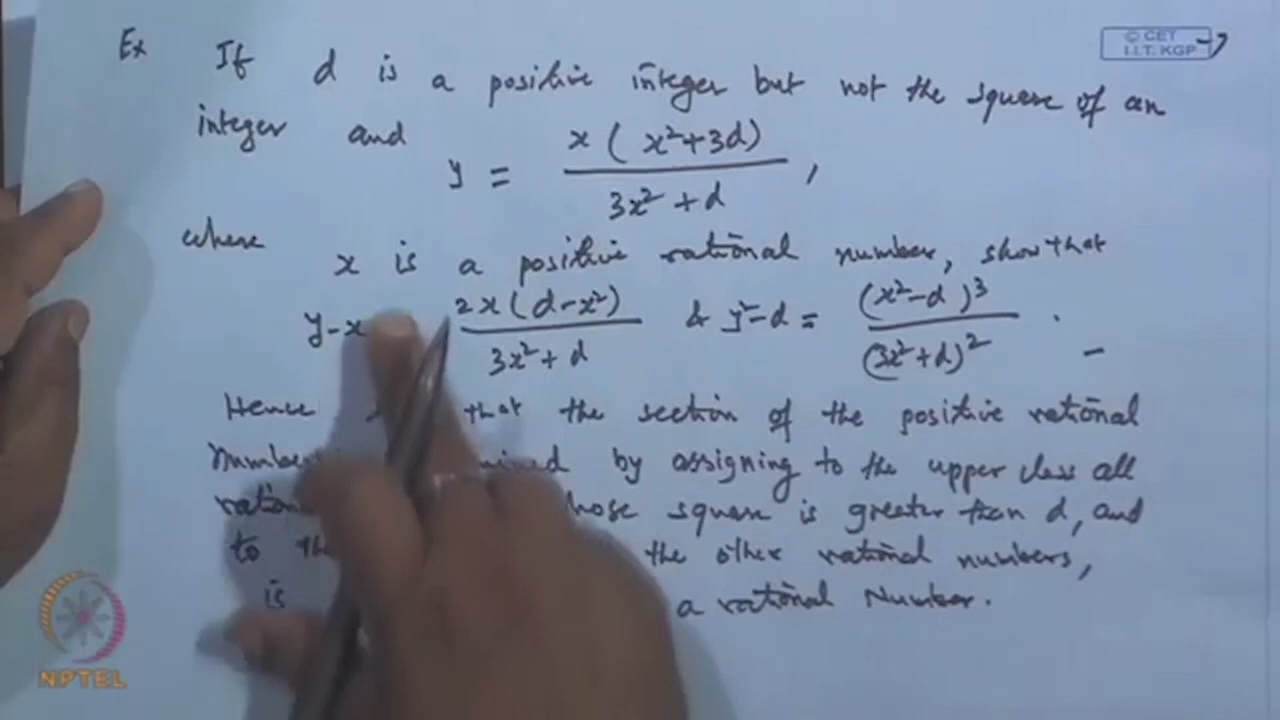 © CET
I.I.T. KGP
Ex If d is a positive integer but not the square of an
integer and y = x(x²+3d) / 3x²+d ,
where x is a positive rational number, show that
y-x 2x(d-x²) / 3x²+d & y²-d = (x²-d)³ / (3x²+d)² .
Hence that the section of the positive rational
by assigning to the upper class all
square is greater than d, and
to the other rational numbers,
is a rational Number.
NPTEL